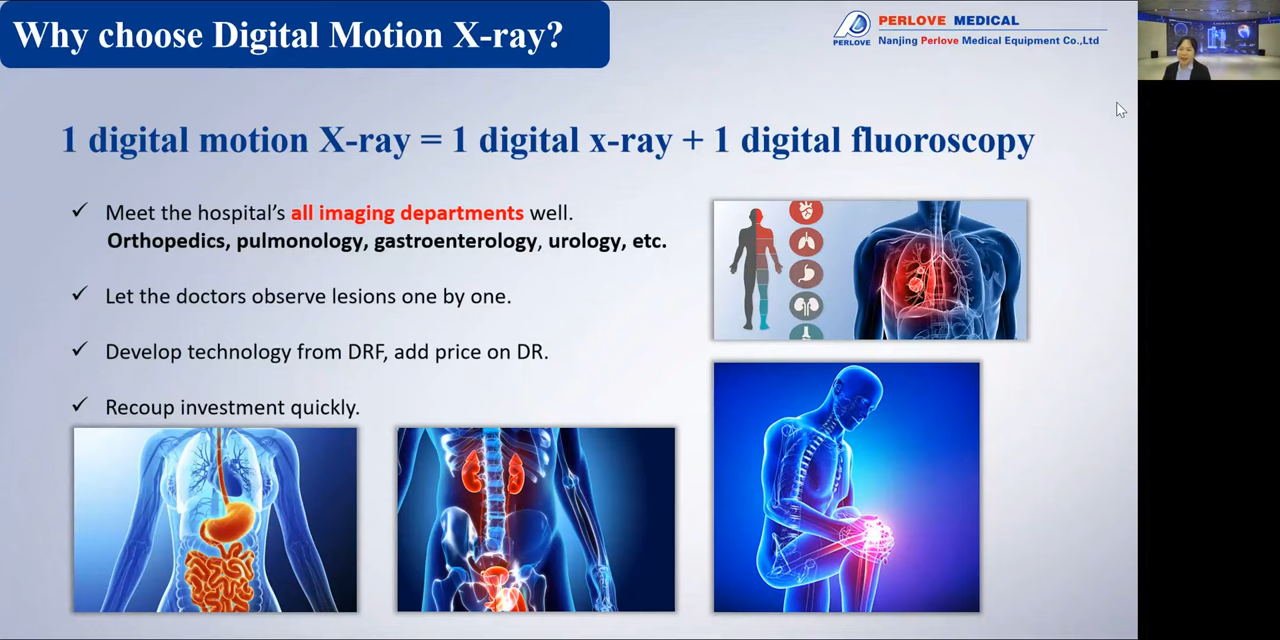 Why choose Digital Motion X-ray?
PERLOVE
PERLOVE MEDICAL
Nanjing Perlove Medical Equipment Co.,Ltd
1 digital motion X-ray = 1 digital x-ray + 1 digital fluoroscopy
✓ Meet the hospital's all imaging departments well.
Orthopedics, pulmonology, gastroenterology, urology, etc.
✓ Let the doctors observe lesions one by one.
✓ Develop technology from DRF, add price on DR.
✓ Recoup investment quickly.